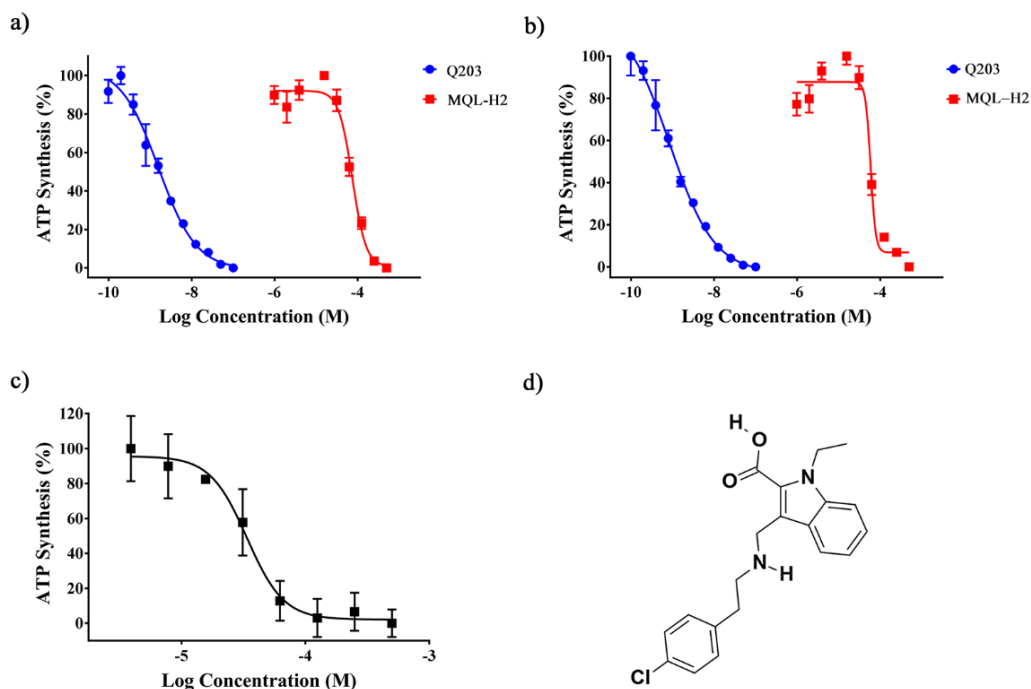 a)
100
80
60
40
20
0
ATP Synthesis (%)
-10
-8
-6
-4
Log Concentration (M)
Q203
MQL-H2
b)
100
80
60
40
20
0
ATP Synthesis (%)
-10
-8
-6
-4
Log Concentration (M)
Q203
MQL–H2
c)
120
100
80
60
40
20
0
ATP Synthesis (%)
-5
-4
-3
Log Concentration (M)
d)
H
O
O
N
N
H
Cl